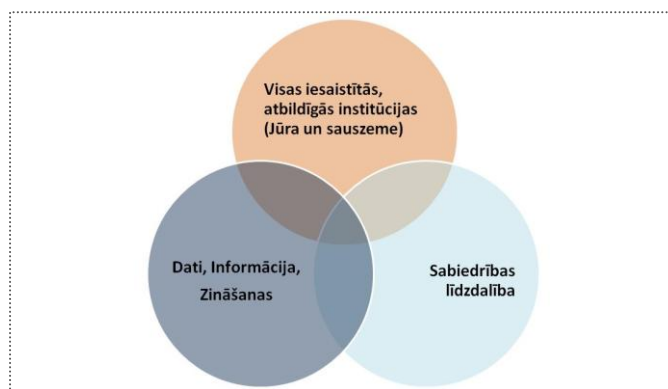 Visas iesaistītās,
atbildīgās institūcijas
(Jūra un sauszeme)
Dati, Informācija,
Zināšanas
Sabiedrības
līdzdalība